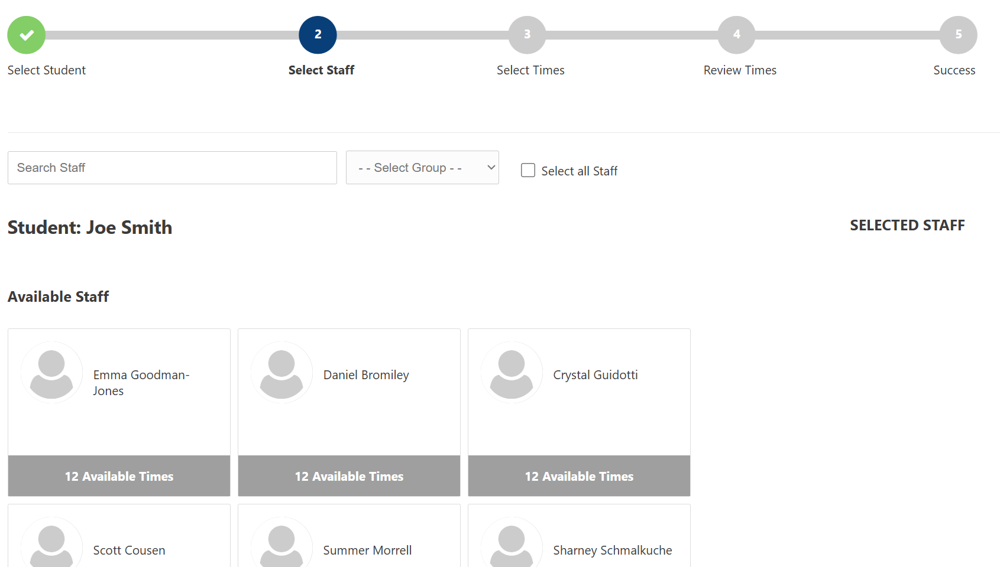 2
3
4
5
Select Student
Select Staff
Select Times
Review Times
Success
Search Staff
- - Select Group - -
Select all Staff
Student: Joe Smith
SELECTED STAFF
Available Staff
Emma Goodman-
Jones
Daniel Bromiley
Crystal Guidotti
12 Available Times
12 Available Times
12 Available Times
Scott Cousen
Summer Morrell
Sharney Schmalkuche